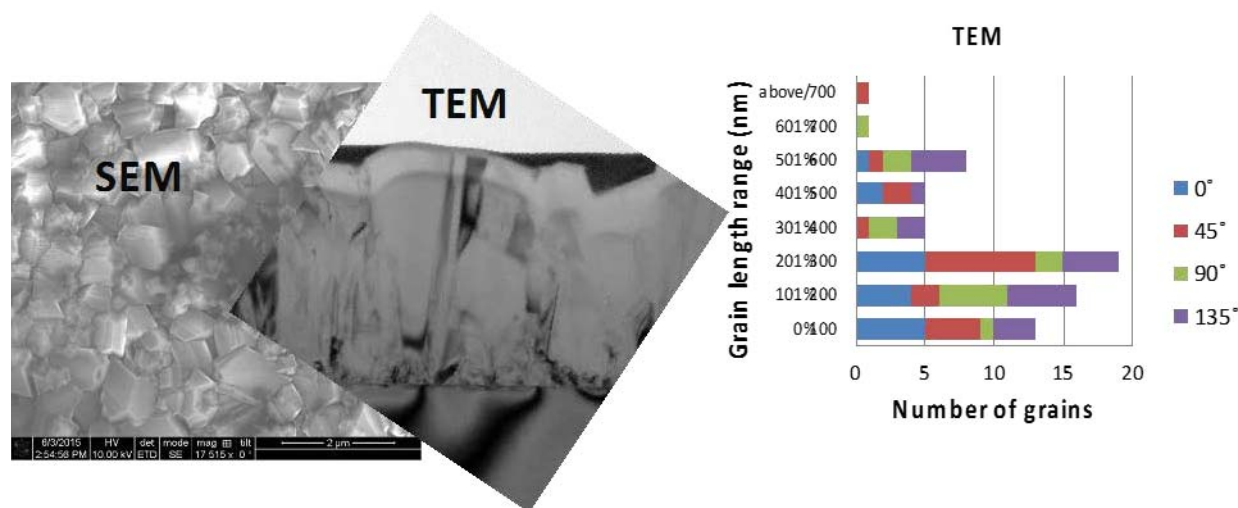 SEM
TEM
6/3/2015 HV det mode mag ⊞ tilt
2:54:56 PM 10.00 kV ETD SE 17 515 x 0 ° 2 µm
TEM
Grain length range (nm)
above/700
601%700
501%600
401%500
301%400
201%300
101%200
0%100
0 5 10 15 20
Number of grains
0˚
45˚
90˚
135˚